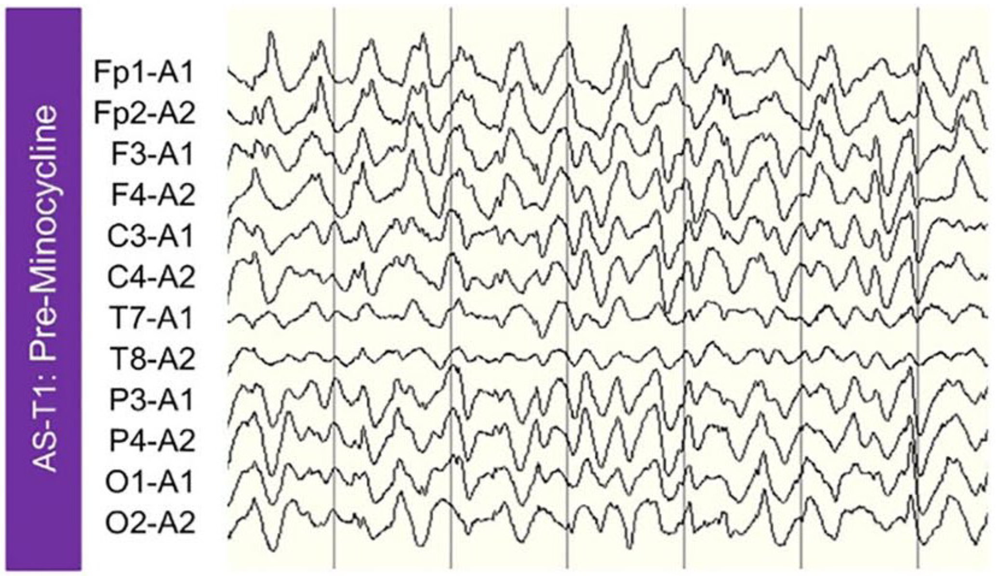 AS-T1: Pre-Minocycline
Fp1-A1
Fp2-A2
F3-A1
F4-A2
C3-A1
C4-A2
T7-A1
T8-A2
P3-A1
P4-A2
O1-A1
O2-A2